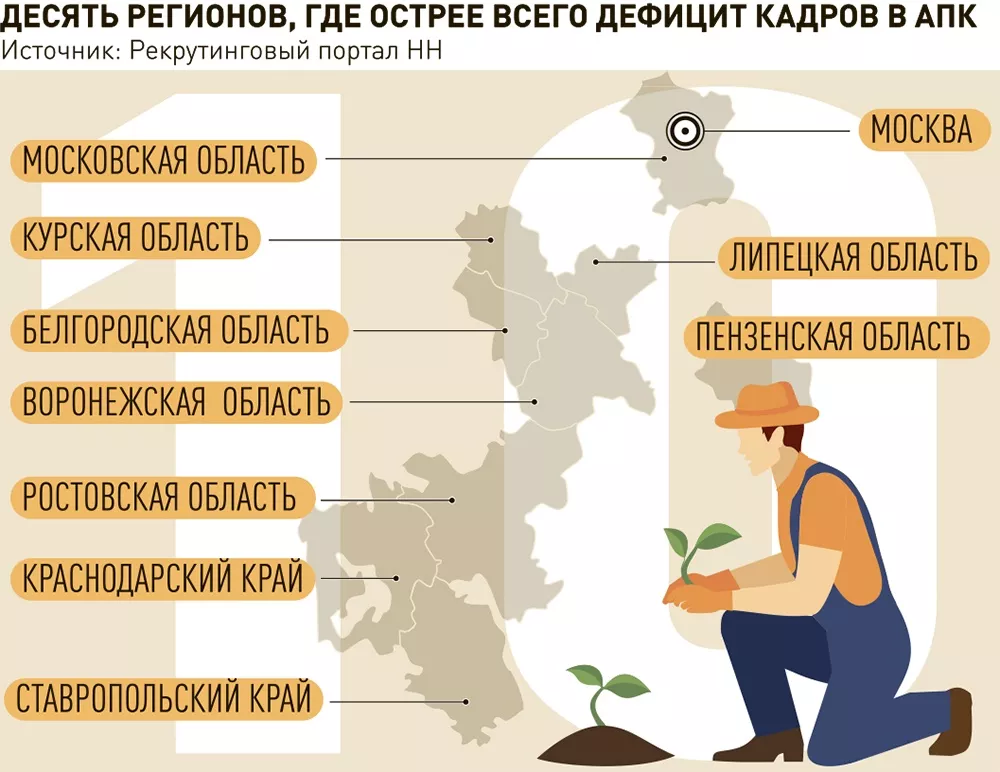 ДЕСЯТЬ РЕГИОНОВ, ГДЕ ОСТРЕЕ ВСЕГО ДЕФИЦИТ КАДРОВ В АПК
Источник: Рекрутинговый портал НН
10
МОСКВА
МОСКОВСКАЯ ОБЛАСТЬ
КУРСКАЯ ОБЛАСТЬ
ЛИПЕЦКАЯ ОБЛАСТЬ
БЕЛГОРОДСКАЯ ОБЛАСТЬ
ПЕНЗЕНСКАЯ ОБЛАСТЬ
ВОРОНЕЖСКАЯ ОБЛАСТЬ
РОСТОВСКАЯ ОБЛАСТЬ
КРАСНОДАРСКИЙ КРАЙ
СТАВРОПОЛЬСКИЙ КРАЙ